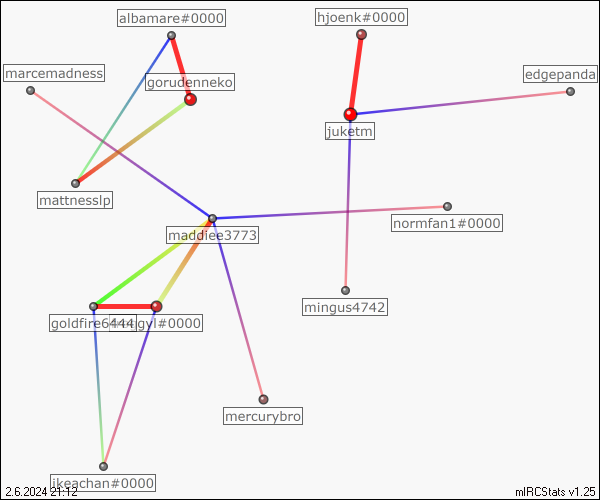 albamare#0000
hjoenk#0000
marcemadness
edgepanda
gorudenneko
juketm
mattnesslp
normfan1#0000
maddiee3773
mingus4742
goldfire6444
gyl#0000
mercurybro
ikeachan#0000
2.6.2024 21:12
mIRCStats v1.25